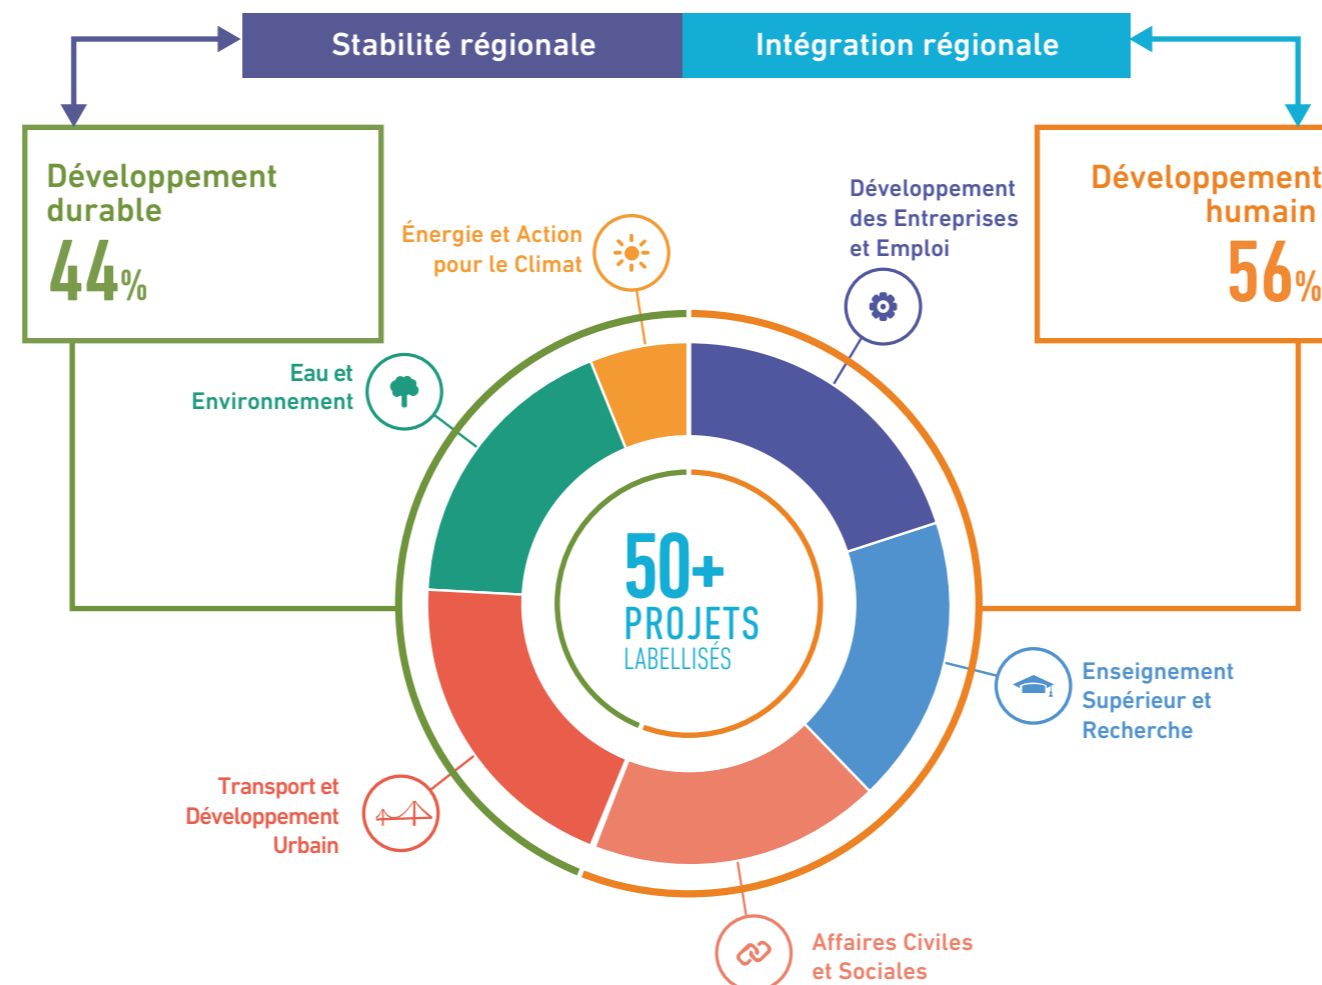 Stabilité régionale
Intégration régionale
Développement
durable
44%
Développement
humain
56%
Énergie et Action
pour le Climat
Développement
des Entreprises
et Emploi
Eau et
Environnement
50+
PROJETS
LABELLISÉS
Enseignement
Supérieur et
Recherche
Transport et
Développement
Urbain
Affaires Civiles
et Sociales